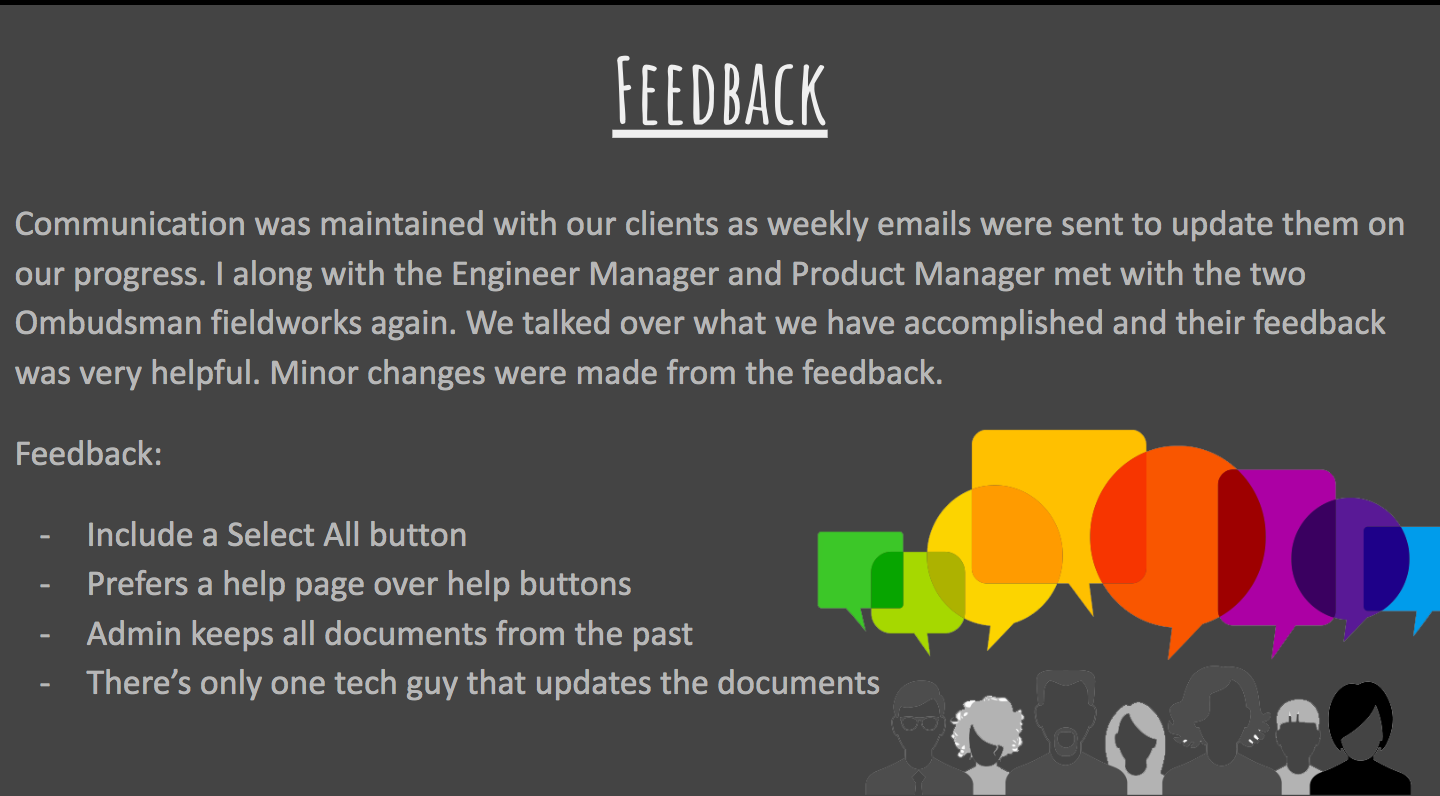 Feedback
Communication was maintained with our clients as weekly emails were sent to update them on
our progress. I along with the Engineer Manager and Product Manager met with the two
Ombudsman fieldworks again. We talked over what we have accomplished and their feedback
was very helpful. Minor changes were made from the feedback.
Feedback:
- Include a Select All button
- Prefers a help page over help buttons
- Admin keeps all documents from the past
- There’s only one tech guy that updates the documents